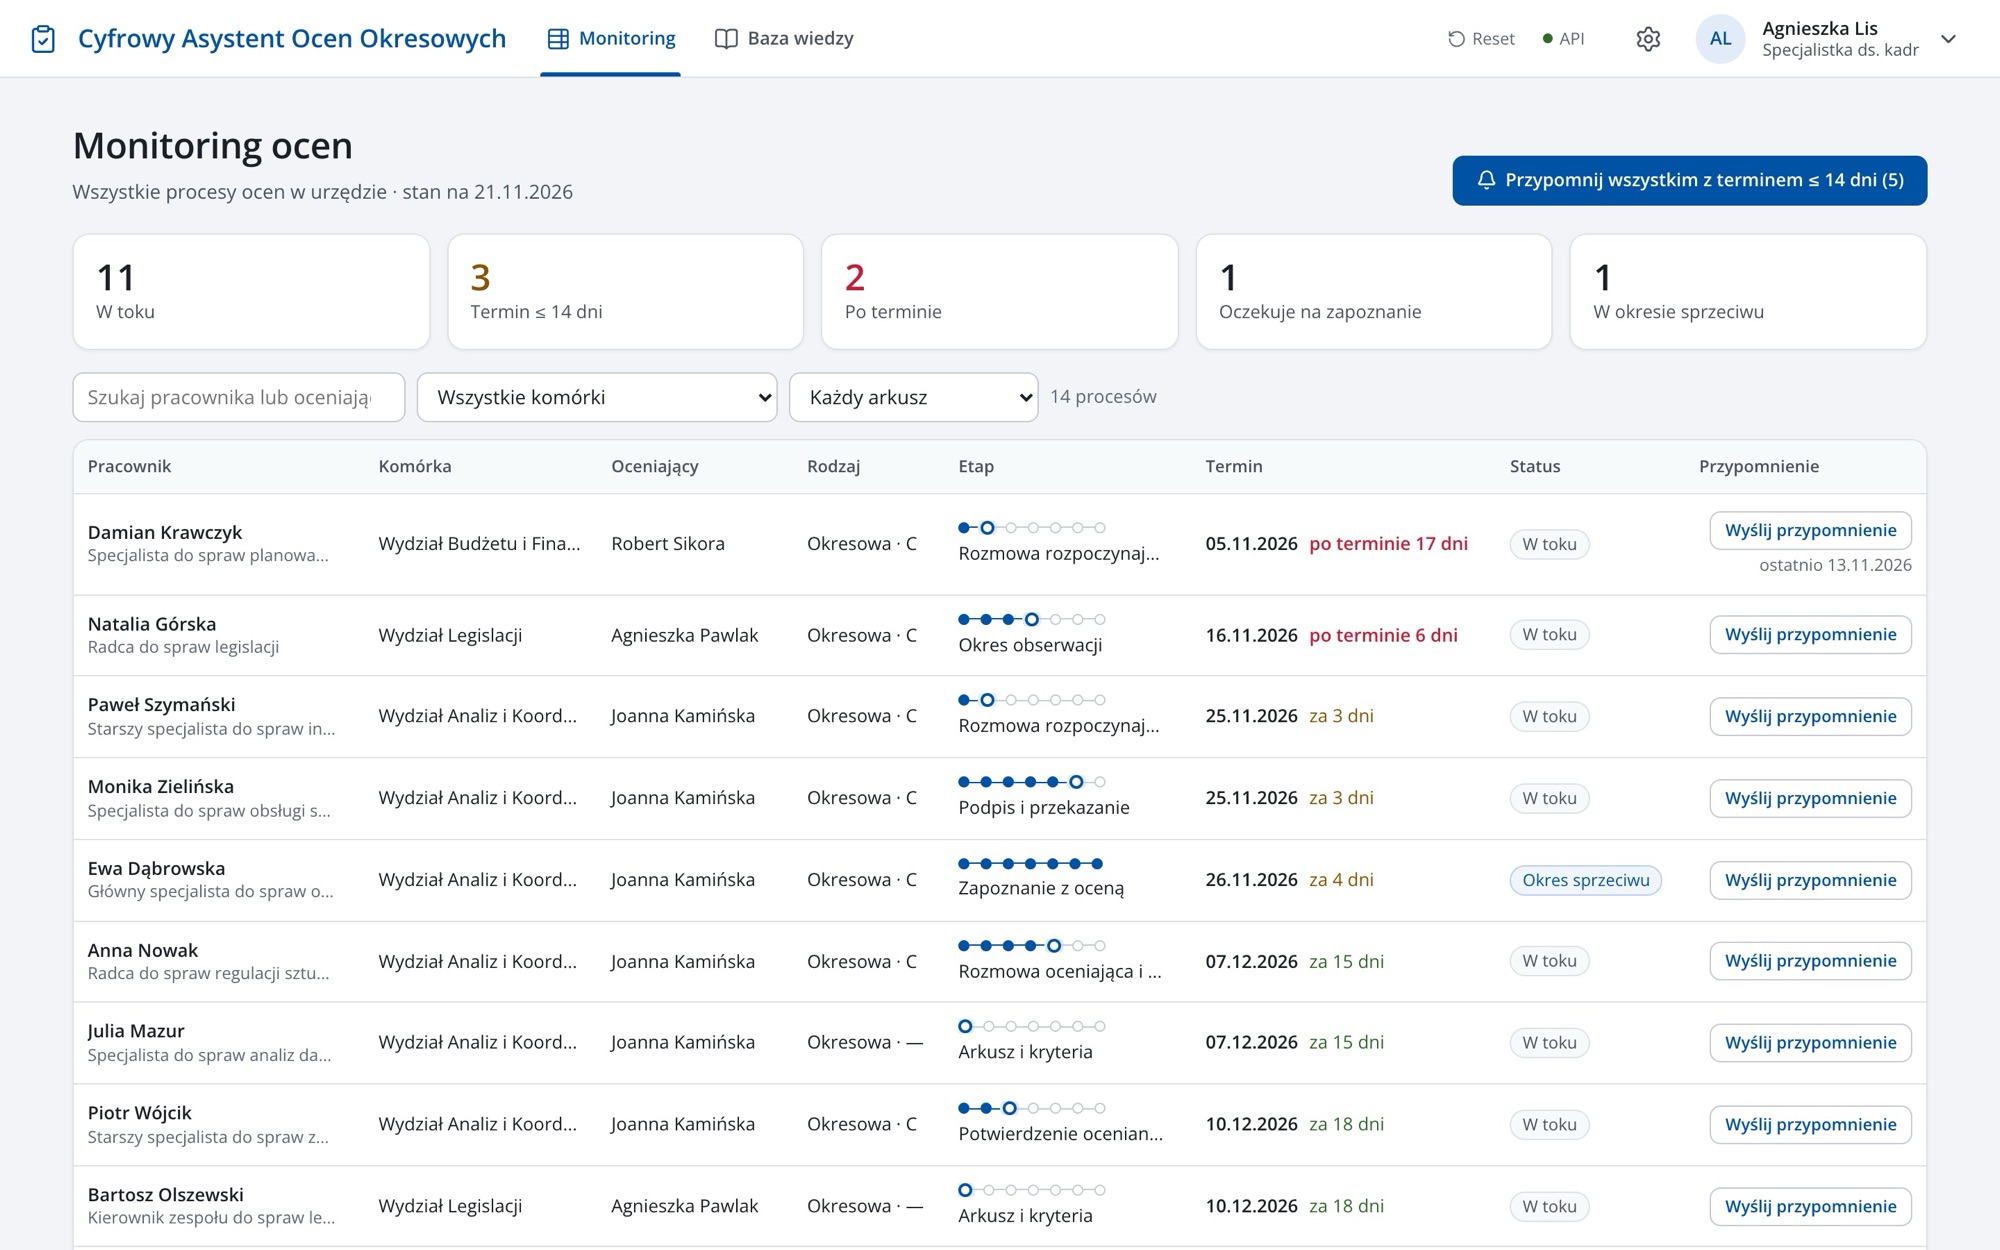 Cyfrowy Asystent Ocen Okresowych
Monitoring
Baza wiedzy
Reset
API
AL
Agnieszka Lis
Specjalistka ds. kadr
Monitoring ocen
Wszystkie procesy ocen w urzędzie · stan na 21.11.2026
Przypomnij wszystkim z terminem ≤ 14 dni (5)
11
W toku
3
Termin ≤ 14 dni
2
Po terminie
1
Oczekuje na zapoznanie
1
W okresie sprzeciwu
Szukaj pracownika lub oceniając
Wszystkie komórki
Każdy arkusz
14 procesów
Pracownik Komórka Oceniający Rodzaj Etap Termin Status Przypomnienie
Damian Krawczyk
Specjalista do spraw planowa...
Wydział Budżetu i Fina...
Robert Sikora
Okresowa · C
Rozmowa rozpoczynaj...
05.11.2026 po terminie 17 dni
W toku
Wyślij przypomnienie
ostatnio 13.11.2026
Natalia Górska
Radca do spraw legislacji
Wydział Legislacji
Agnieszka Pawlak
Okresowa · C
Okres obserwacji
16.11.2026 po terminie 6 dni
W toku
Wyślij przypomnienie
Paweł Szymański
Starszy specjalista do spraw in...
Wydział Analiz i Koord...
Joanna Kamińska
Okresowa · C
Rozmowa rozpoczynaj...
25.11.2026 za 3 dni
W toku
Wyślij przypomnienie
Monika Zielińska
Specjalista do spraw obsługi s...
Wydział Analiz i Koord...
Joanna Kamińska
Okresowa · C
Podpis i przekazanie
25.11.2026 za 3 dni
W toku
Wyślij przypomnienie
Ewa Dąbrowska
Główny specjalista do spraw o...
Wydział Analiz i Koord...
Joanna Kamińska
Okresowa · C
Zapoznanie z oceną
26.11.2026 za 4 dni
Okres sprzeciwu
Wyślij przypomnienie
Anna Nowak
Radca do spraw regulacji sztu...
Wydział Analiz i Koord...
Joanna Kamińska
Okresowa · C
Rozmowa oceniająca i ...
07.12.2026 za 15 dni
W toku
Wyślij przypomnienie
Julia Mazur
Specjalista do spraw analiz da...
Wydział Analiz i Koord...
Joanna Kamińska
Okresowa · —
Arkusz i kryteria
07.12.2026 za 15 dni
W toku
Wyślij przypomnienie
Piotr Wójcik
Starszy specjalista do spraw z...
Wydział Analiz i Koord...
Joanna Kamińska
Okresowa · C
Potwierdzenie ocenian...
10.12.2026 za 18 dni
W toku
Wyślij przypomnienie
Bartosz Olszewski
Kierownik zespołu do spraw le...
Wydział Legislacji
Agnieszka Pawlak
Okresowa · —
Arkusz i kryteria
10.12.2026 za 18 dni
W toku
Wyślij przypomnienie